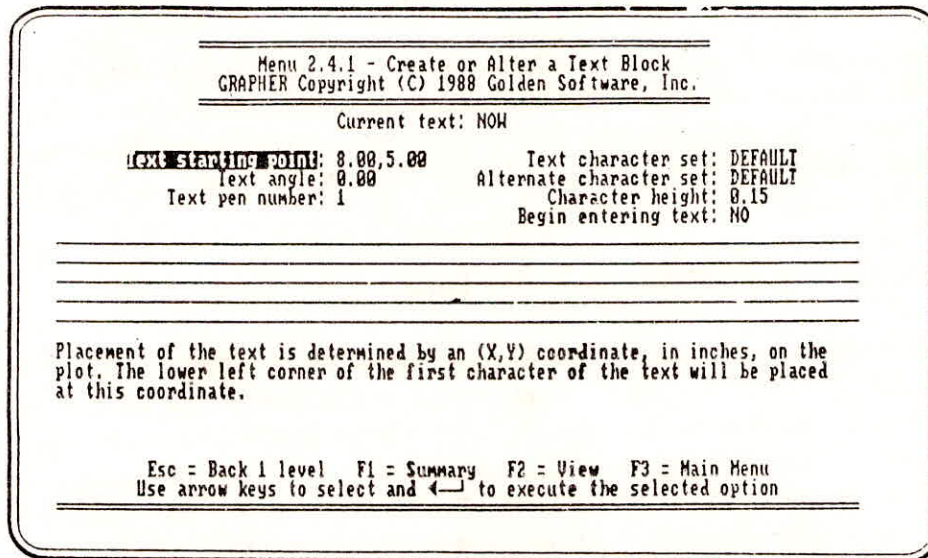 Menu 2.4.1 - Create or Alter a Text Block
GRAPHER Copyright (C) 1988 Golden Software, Inc.
Current text: NOW
Text starting point: 8.00,5.00 Text character set: DEFAULT
Text angle: 0.00 Alternate character set: DEFAULT
Text pen number: 1 Character height: 0.15
Begin entering text: NO
Placement of the text is determined by an (X,Y) coordinate, in inches, on the
plot. The lower left corner of the first character of the text will be placed
at this coordinate.
Esc = Back 1 level F1 = Summary F2 = View F3 = Main Menu
Use arrow keys to select and ◄─┘ to execute the selected option